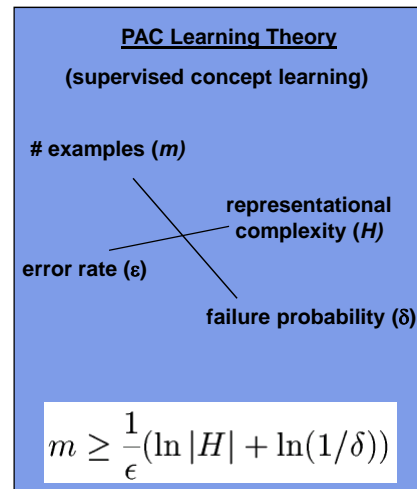 PAC Learning Theory
(supervised concept learning)
# examples (m)
representational
complexity (H)
error rate (ε)
failure probability (δ)
m ≥ 1/ϵ (ln |H| + ln(1/δ))